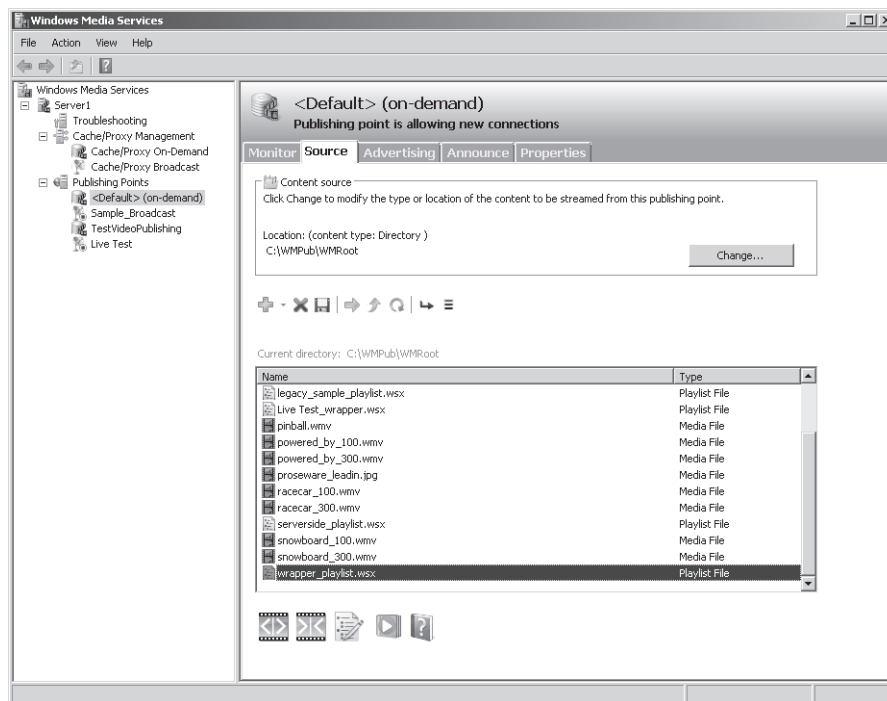 Windows Media Services
File Action View Help
Windows Media Services
Server1
Troubleshooting
Cache/Proxy Management
Cache/Proxy On-Demand
Cache/Proxy Broadcast
Publishing Points
<Default> (on-demand)
Sample_Broadcast
TestVideoPublishing
Live Test
<Default> (on-demand)
Publishing point is allowing new connections
Monitor Source Advertising Announce Properties
Content source
Click Change to modify the type or location of the content to be streamed from this publishing point.
Location: (content type: Directory )
C:\WMPub\WMRoot
Change...
Current directory: C:\WMPub\WMRoot
Name Type
legacy_sample_playlist.wsx Playlist File
Live Test_wrapper.wsx Playlist File
pinball.wmv Media File
powered_by_100.wmv Media File
powered_by_300.wmv Media File
proseware_leadin.jpg Media File
racecar_100.wmv Media File
racecar_300.wmv Media File
serverside_playlist.wsx Playlist File
snowboard_100.wmv Media File
snowboard_300.wmv Media File
wrapper_playlist.wsx Playlist File